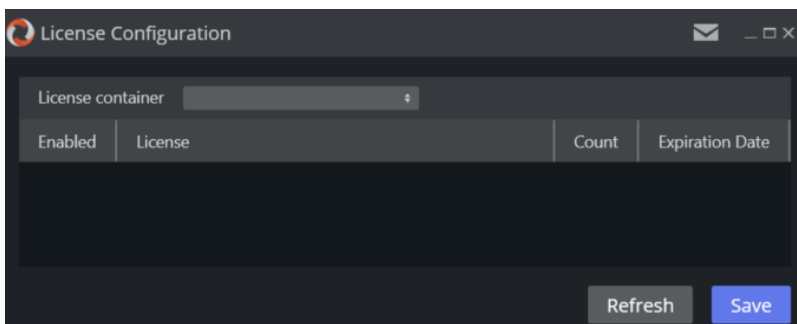 License Configuration
License container
Enabled License Count Expiration Date
Refresh Save